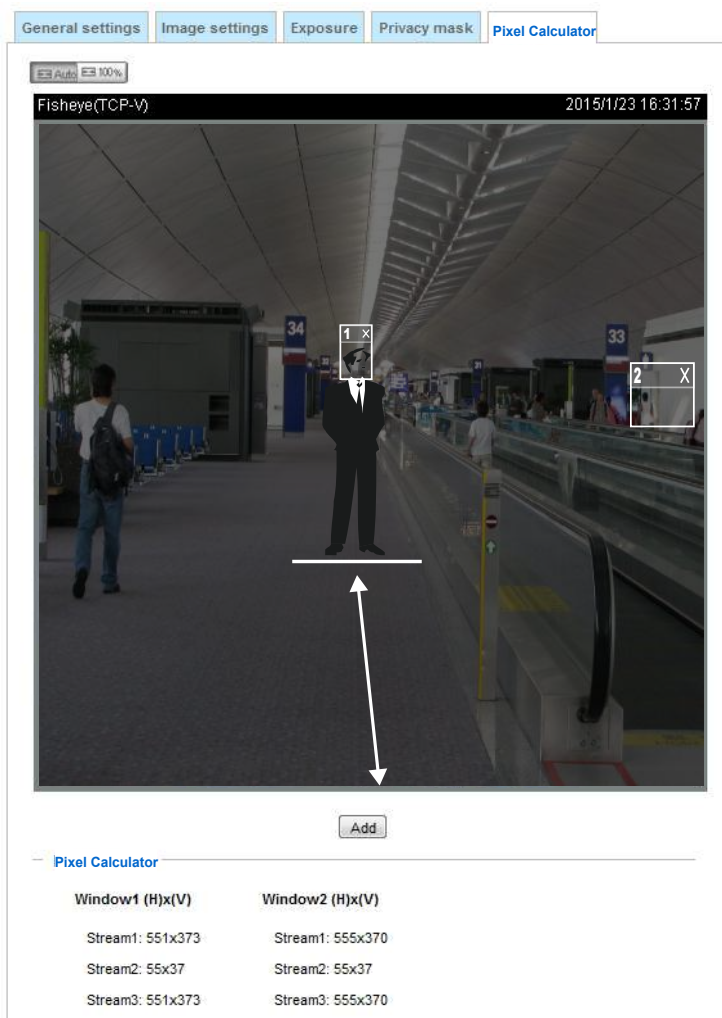 General settings Image settings Exposure Privacy mask Pixel Calculator
Auto 100%
Fisheye(TCP-V) 2015/1/23 16:31:57
34
33
1 X
2 X
31
Add
Pixel Calculator
Window1 (H)x(V) Window2 (H)x(V)
Stream1: 551x373 Stream1: 555x370
Stream2: 55x37 Stream2: 55x37
Stream3: 551x373 Stream3: 555x370